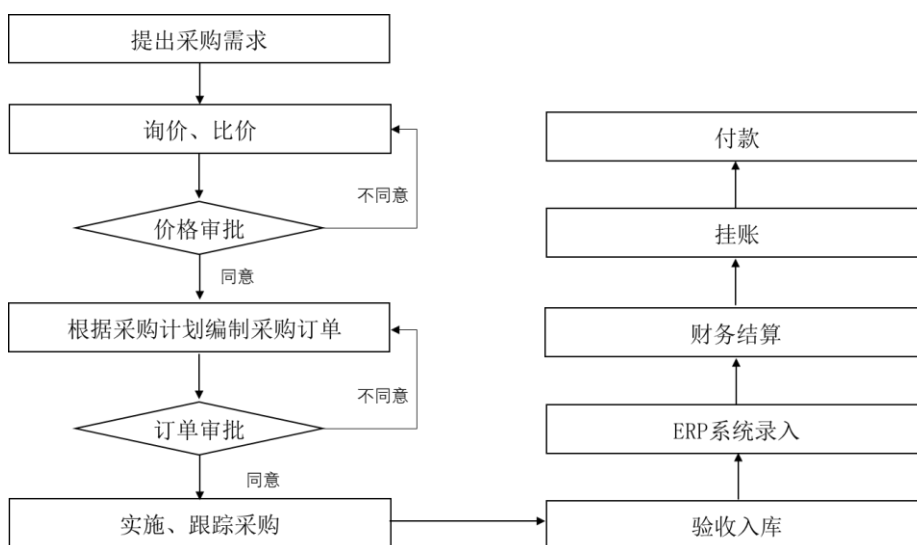 提出采购需求
询价、比价
不同意
价格审批
同意
根据采购计划编制采购订单
不同意
订单审批
同意
实施、跟踪采购
付款
挂账
财务结算
ERP系统录入
验收入库